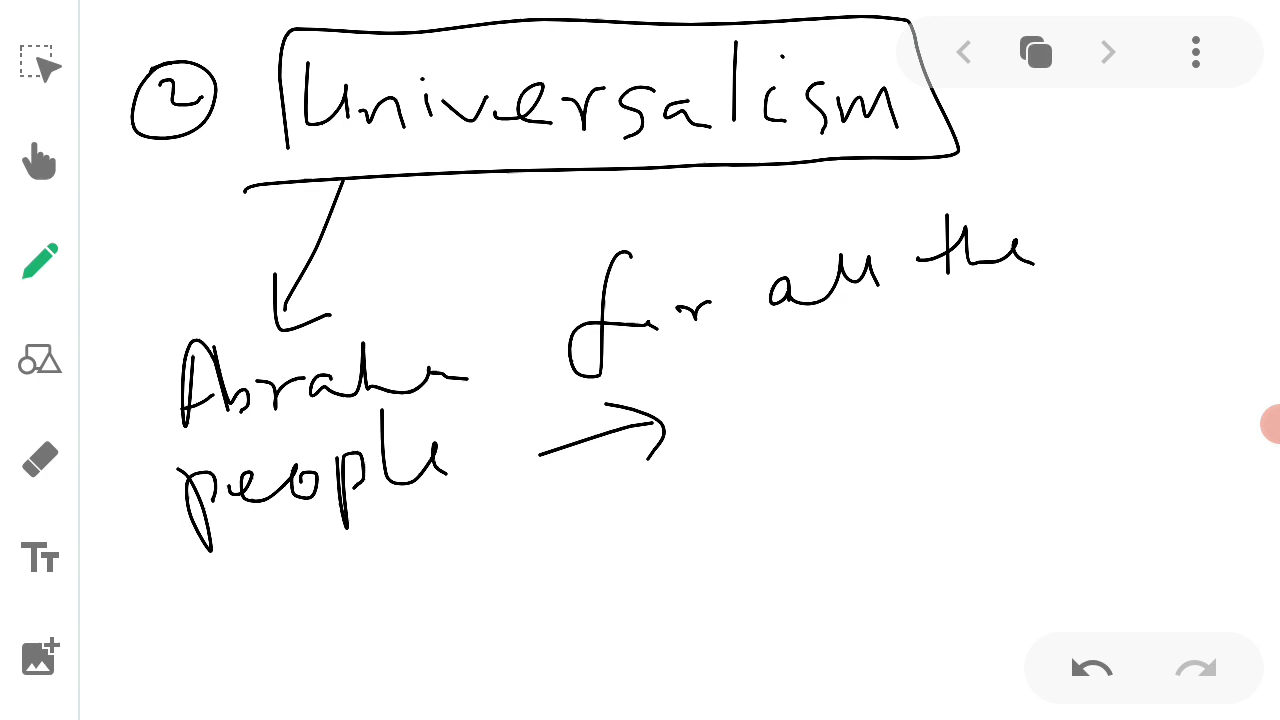 ② Universalism
for all the
Abraham
people →